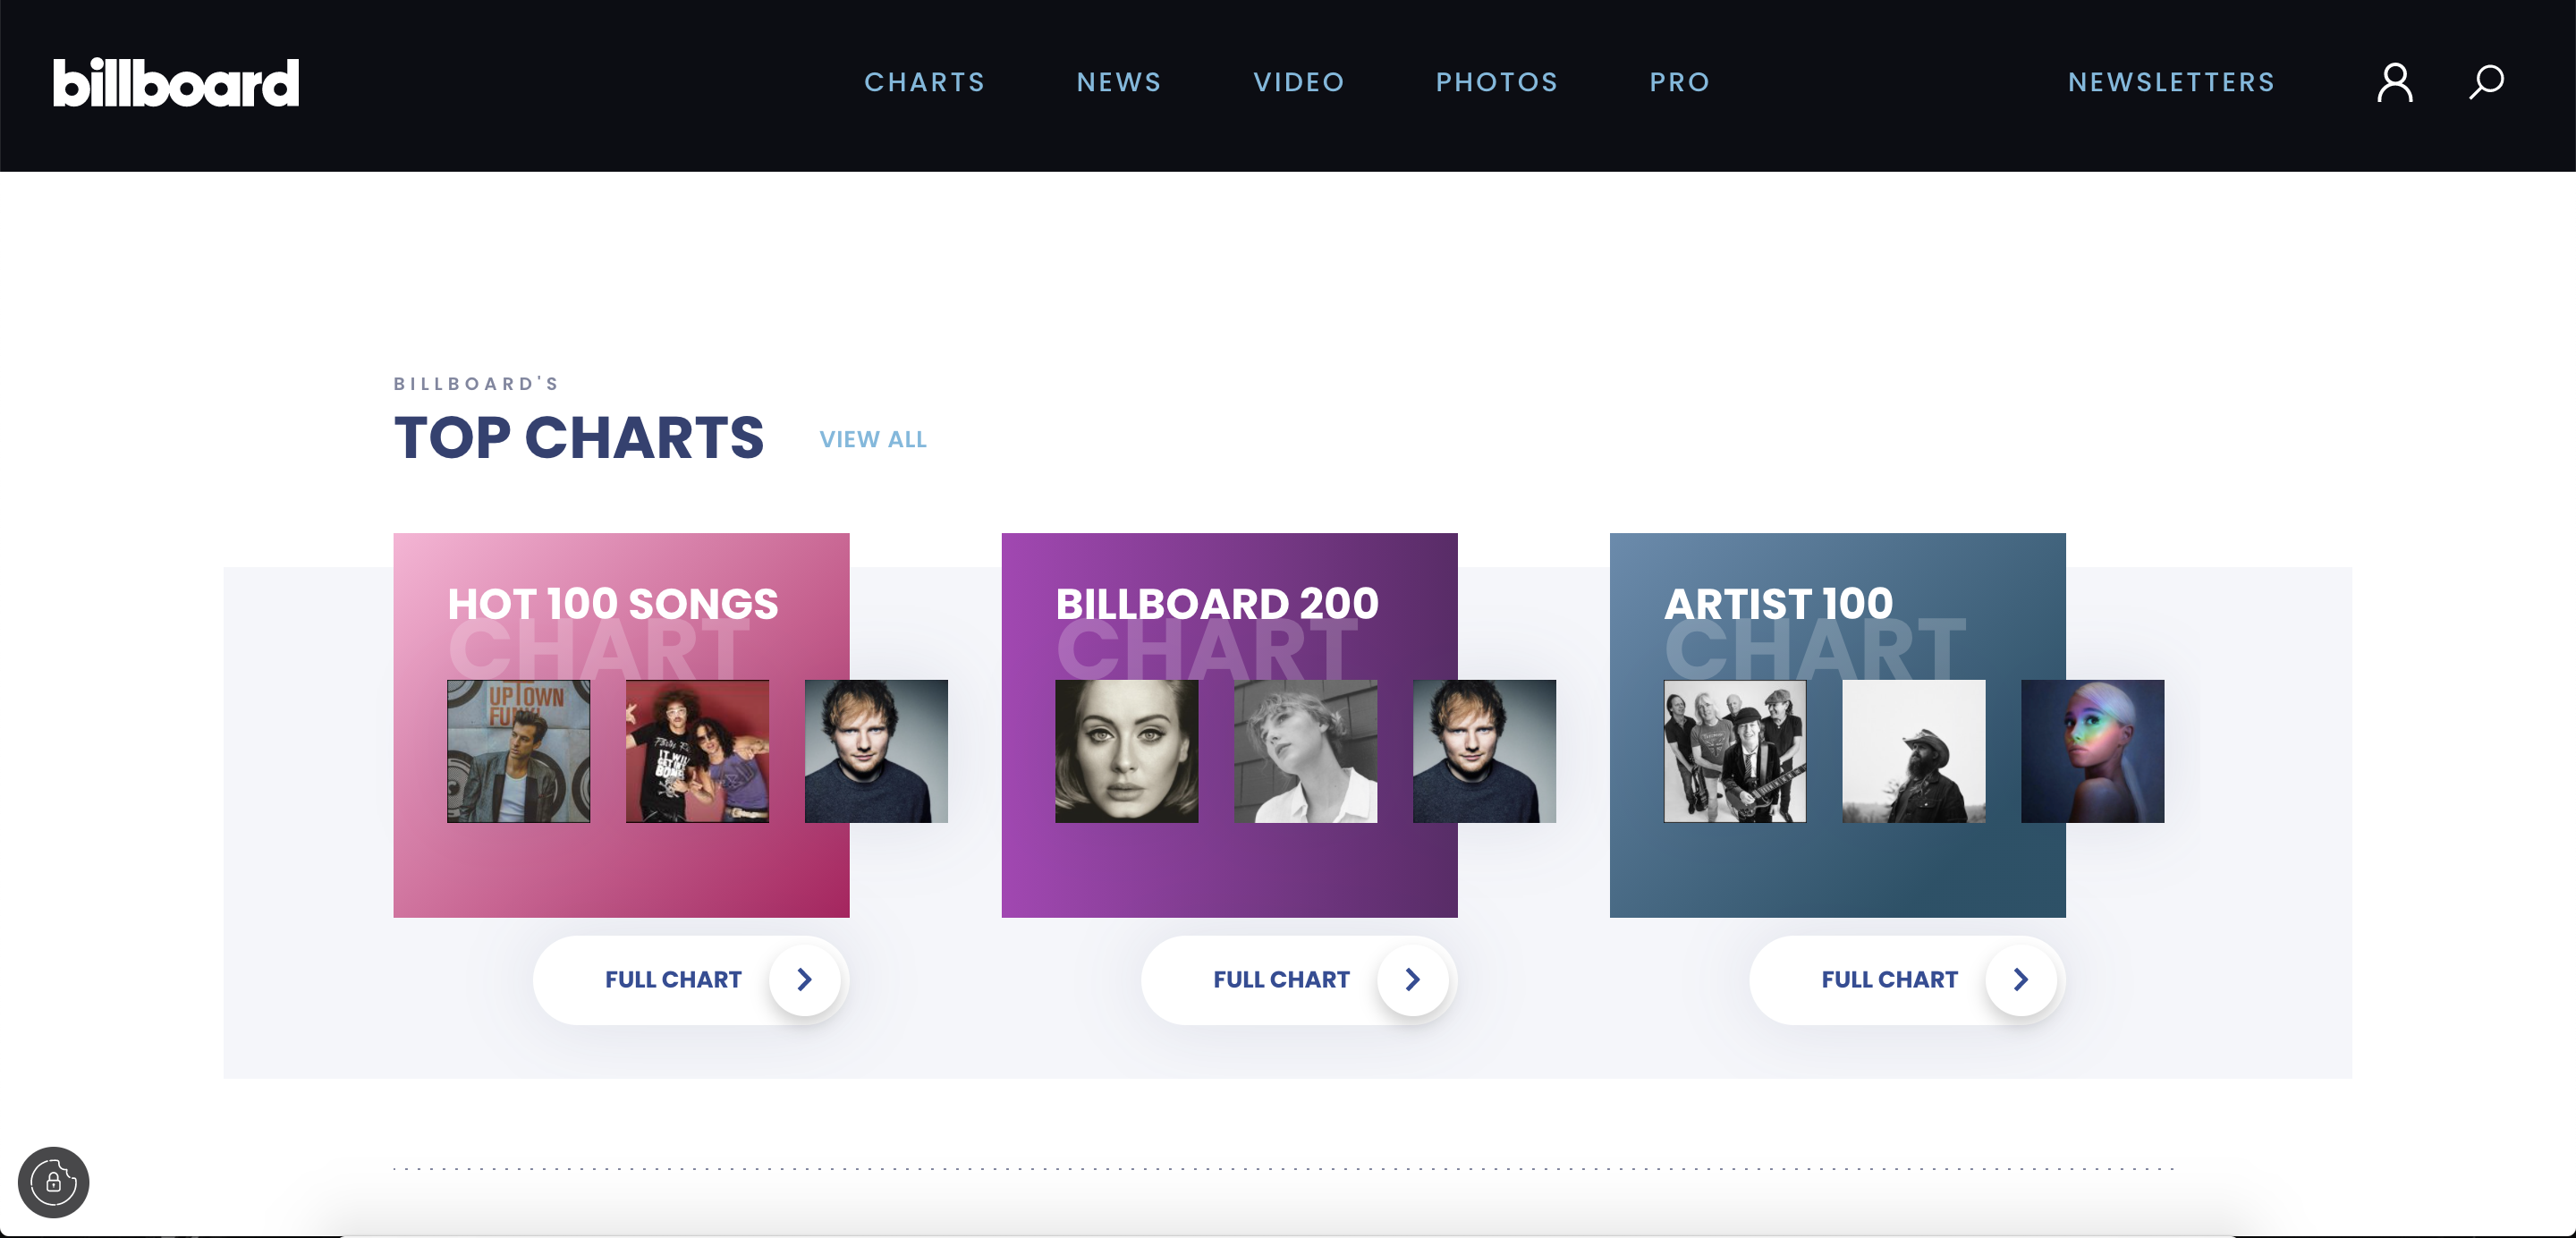 billboard
CHARTS NEWS VIDEO PHOTOS PRO NEWSLETTERS
BILLBOARD'S
TOP CHARTS VIEW ALL
HOT 100 SONGS
CHART
UPTOWN
FUNK
BILLBOARD 200
CHART
ARTIST 100
CHART
FULL CHART
FULL CHART
FULL CHART